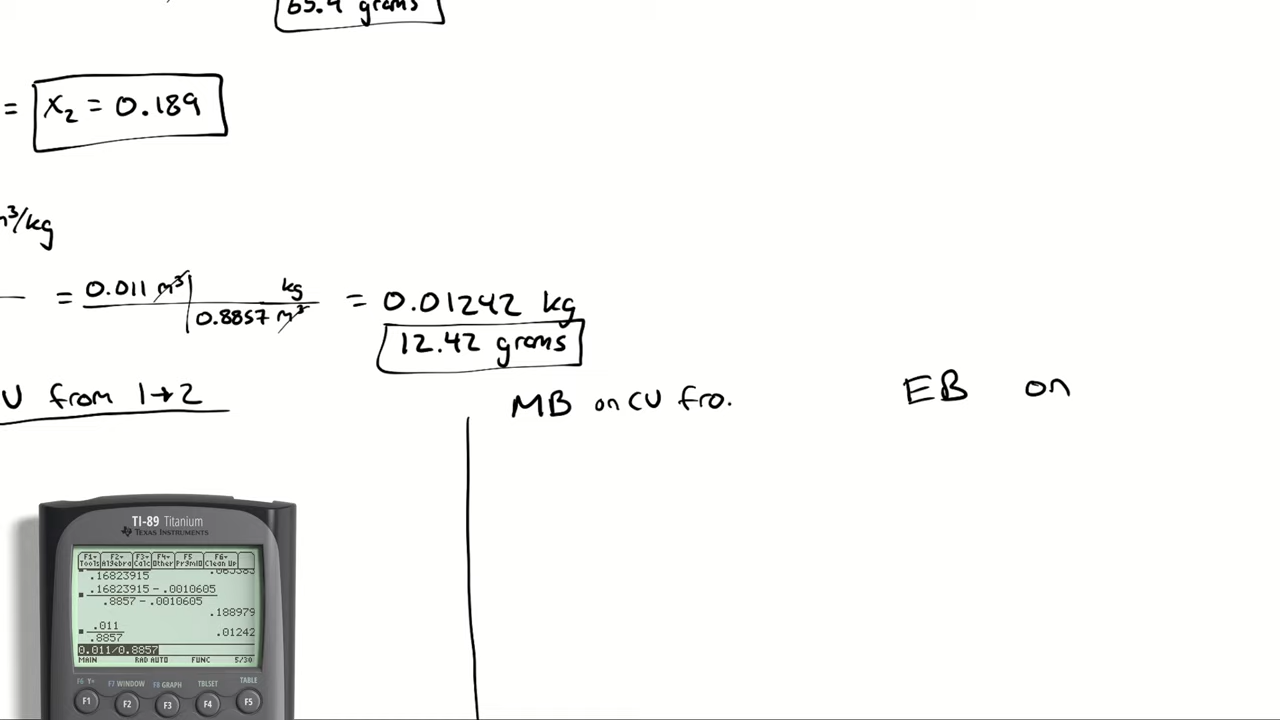 65.4 grams
= x₂ = 0.189
m³/kg
= 0.011 m³ kg = 0.01242 kg
0.8857 m³
12.42 grams
from 1→2
MB on CV fro.
EB on
TI-89 Titanium
TEXAS INSTRUMENTS
F1 F2 F3 F4 F5 F6
Tools Algebra Calc Other PrgmIO Clean Up
.16823915
.16823915 - .0010605
.8857 - .0010605
.188979
.011
.8857
.01242
0.011/0.8857
MAIN RAD AUTO FUNC 5/30
F6 Y= F7 WINDOW F8 GRAPH TBLSET TABLE
F1 F2 F3 F4 F5